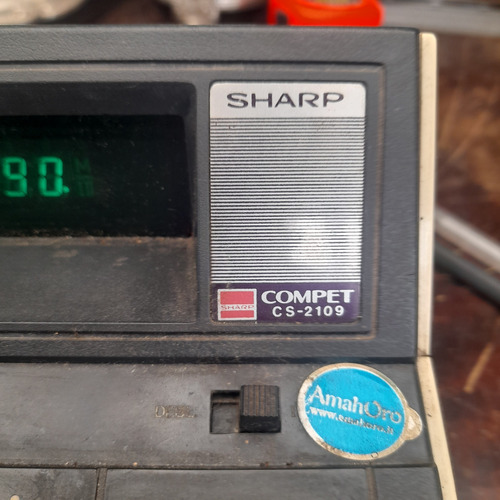 SHARP
90.
SHARP
COMPET
CS-2109
AmahOro